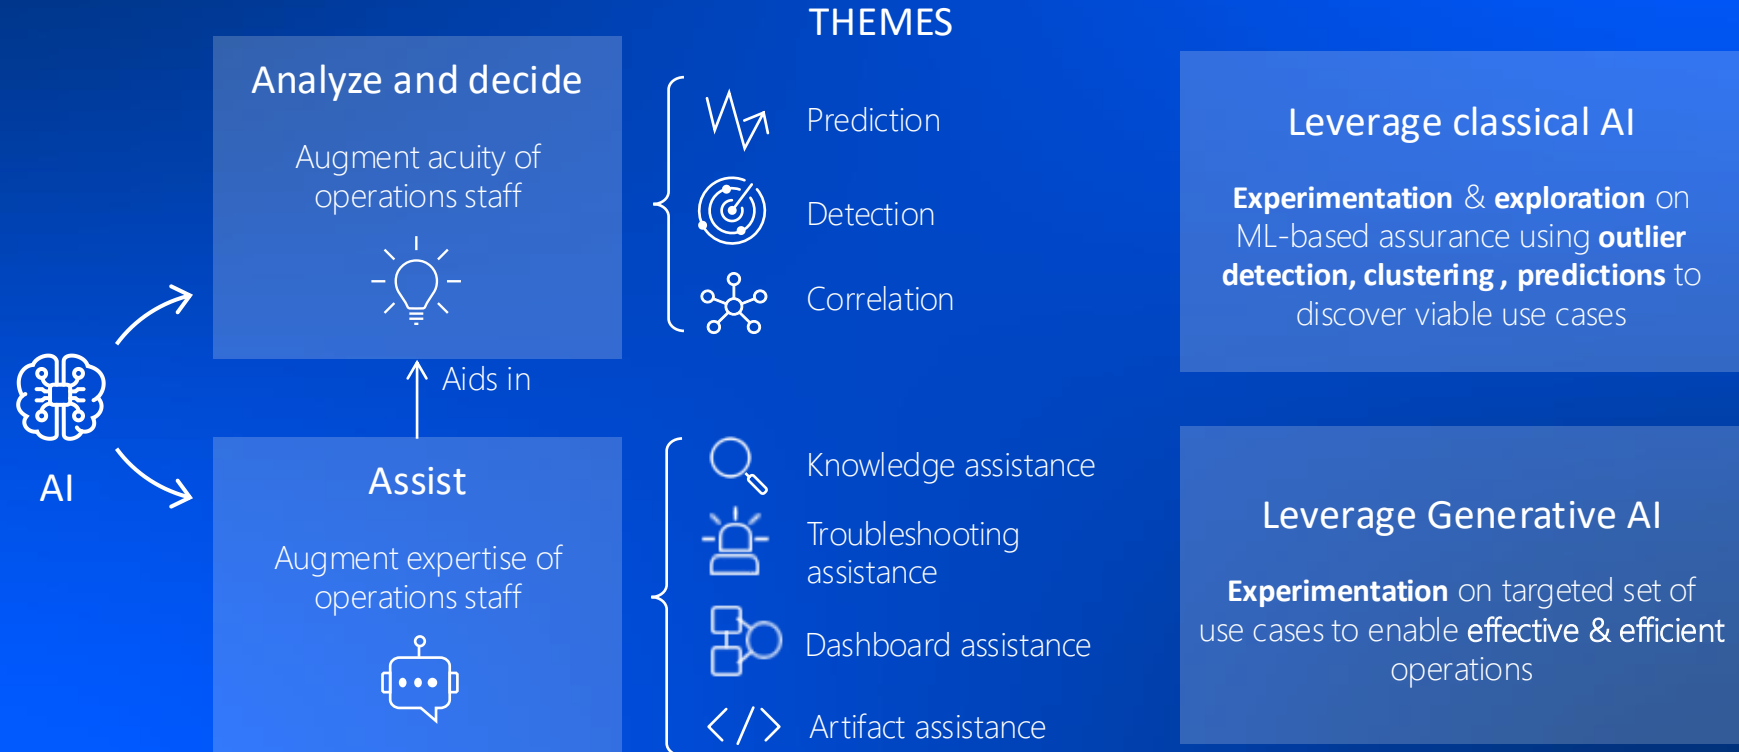 THEMES
Analyze and decide
Augment acuity of
operations staff
Prediction
Detection
Correlation
Leverage classical AI
Experimentation & exploration on
ML-based assurance using outlier
detection, clustering , predictions to
discover viable use cases
AI
Aids in
Assist
Augment expertise of
operations staff
Knowledge assistance
Troubleshooting
assistance
Dashboard assistance
</> Artifact assistance
Leverage Generative AI
Experimentation on targeted set of
use cases to enable effective & efficient
operations